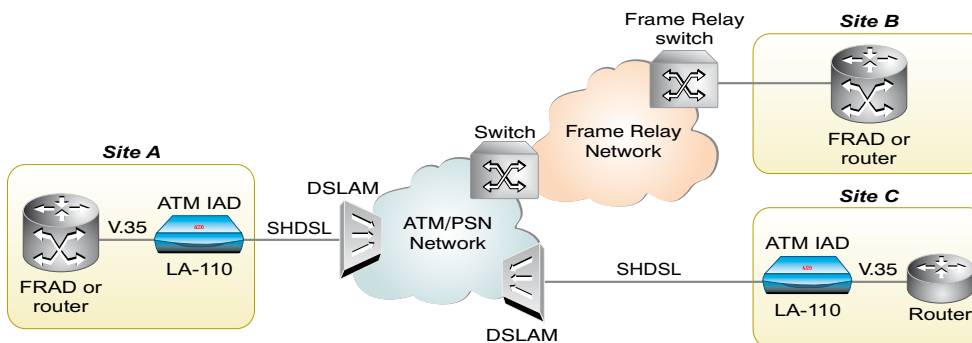 Frame Relay
switch
Site B
FRAD or
router
Switch
Frame Relay
Network
Site A
ATM IAD
V.35
LA-110
FRAD or
router
SHDSL
DSLAM
ATM/PSN
Network
DSLAM
SHDSL
Site C
ATM IAD
V.35
LA-110
Router